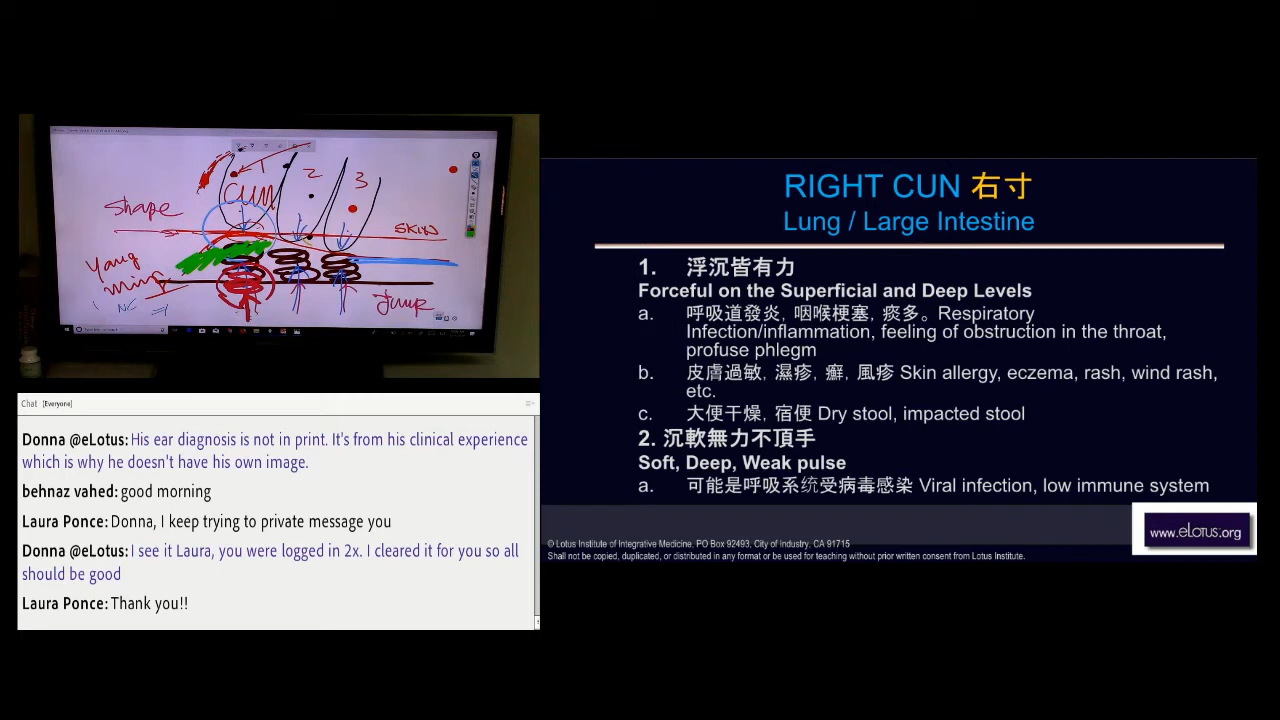 Shape
CUN
1
2
3
SKIN
Yang
ming
Jump
Chat (Everyone)
Donna @eLotus: His ear diagnosis is not in print. It's from his clinical experience
which is why he doesn't have his own image.
behnaz vahed: good morning
Laura Ponce: Donna, I keep trying to private message you
Donna @eLotus: I see it Laura, you were logged in 2x. I cleared it for you so all
should be good
Laura Ponce: Thank you!!
RIGHT CUN 右寸
Lung / Large Intestine
1. 浮沉皆有力
Forceful on the Superficial and Deep Levels
a. 呼吸道發炎, 咽喉梗塞, 痰多。Respiratory
Infection/inflammation, feeling of obstruction in the throat,
profuse phlegm
b. 皮膚過敏, 濕疹, 癬, 風疹 Skin allergy, eczema, rash, wind rash,
etc.
c. 大便干燥, 宿便 Dry stool, impacted stool
2. 沉軟無力不頂手
Soft, Deep, Weak pulse
a. 可能是呼吸系统受病毒感染 Viral infection, low immune system
© Lotus Institute of Integrative Medicine, PO Box 92493, City of Industry, CA 91715
Shall not be copied, duplicated, or distributed in any format or be used for teaching without prior written consent from Lotus Institute.
www.eLotus.org